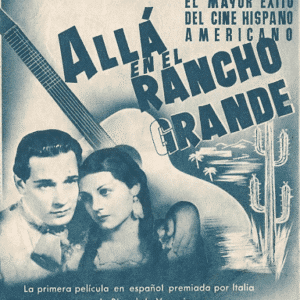 EL MAYOR EXITO
DEL CINE HISPANO
AMERICANO
ALLÁ
EN EL
RANCHO
GRANDE
La primera película en español premiada por Italia